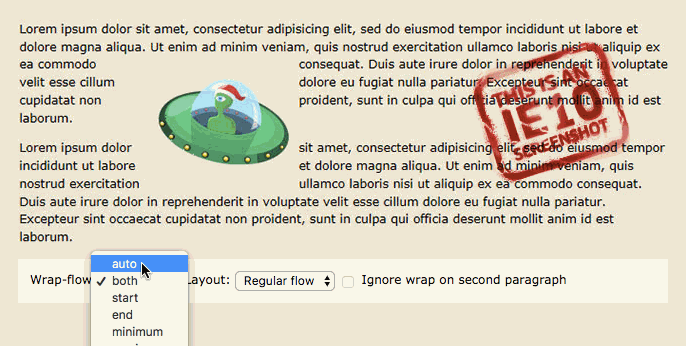 Lorem ipsum dolor sit amet, consectetur adipisicing elit, sed do eiusmod tempor incididunt ut labore et
dolore magna aliqua. Ut enim ad minim veniam, quis nostrud exercitation ullamco laboris nisi ut aliquip ex
ea commodo consequat. Duis aute irure dolor in reprehenderit in voluptate
velit esse cillum dolore eu fugiat nulla pariatur. Excepteur sint occaecat
cupidatat non proident, sunt in culpa qui officia deserunt mollit anim id est
laborum.
THIS IS AN
IE 10
SCREENSHOT
Lorem ipsum dolor sit amet, consectetur adipisicing elit, sed do eiusmod tempor
incididunt ut labore et dolore magna aliqua. Ut enim ad minim veniam, quis
nostrud exercitation ullamco laboris nisi ut aliquip ex ea commodo consequat.
Duis aute irure dolor in reprehenderit in voluptate velit esse cillum dolore eu fugiat nulla pariatur.
Excepteur sint occaecat cupidatat non proident, sunt in culpa qui officia deserunt mollit anim id est
laborum.
Wrap-flow Layout: Regular flow Ignore wrap on second paragraph
auto
both
start
end
minimum